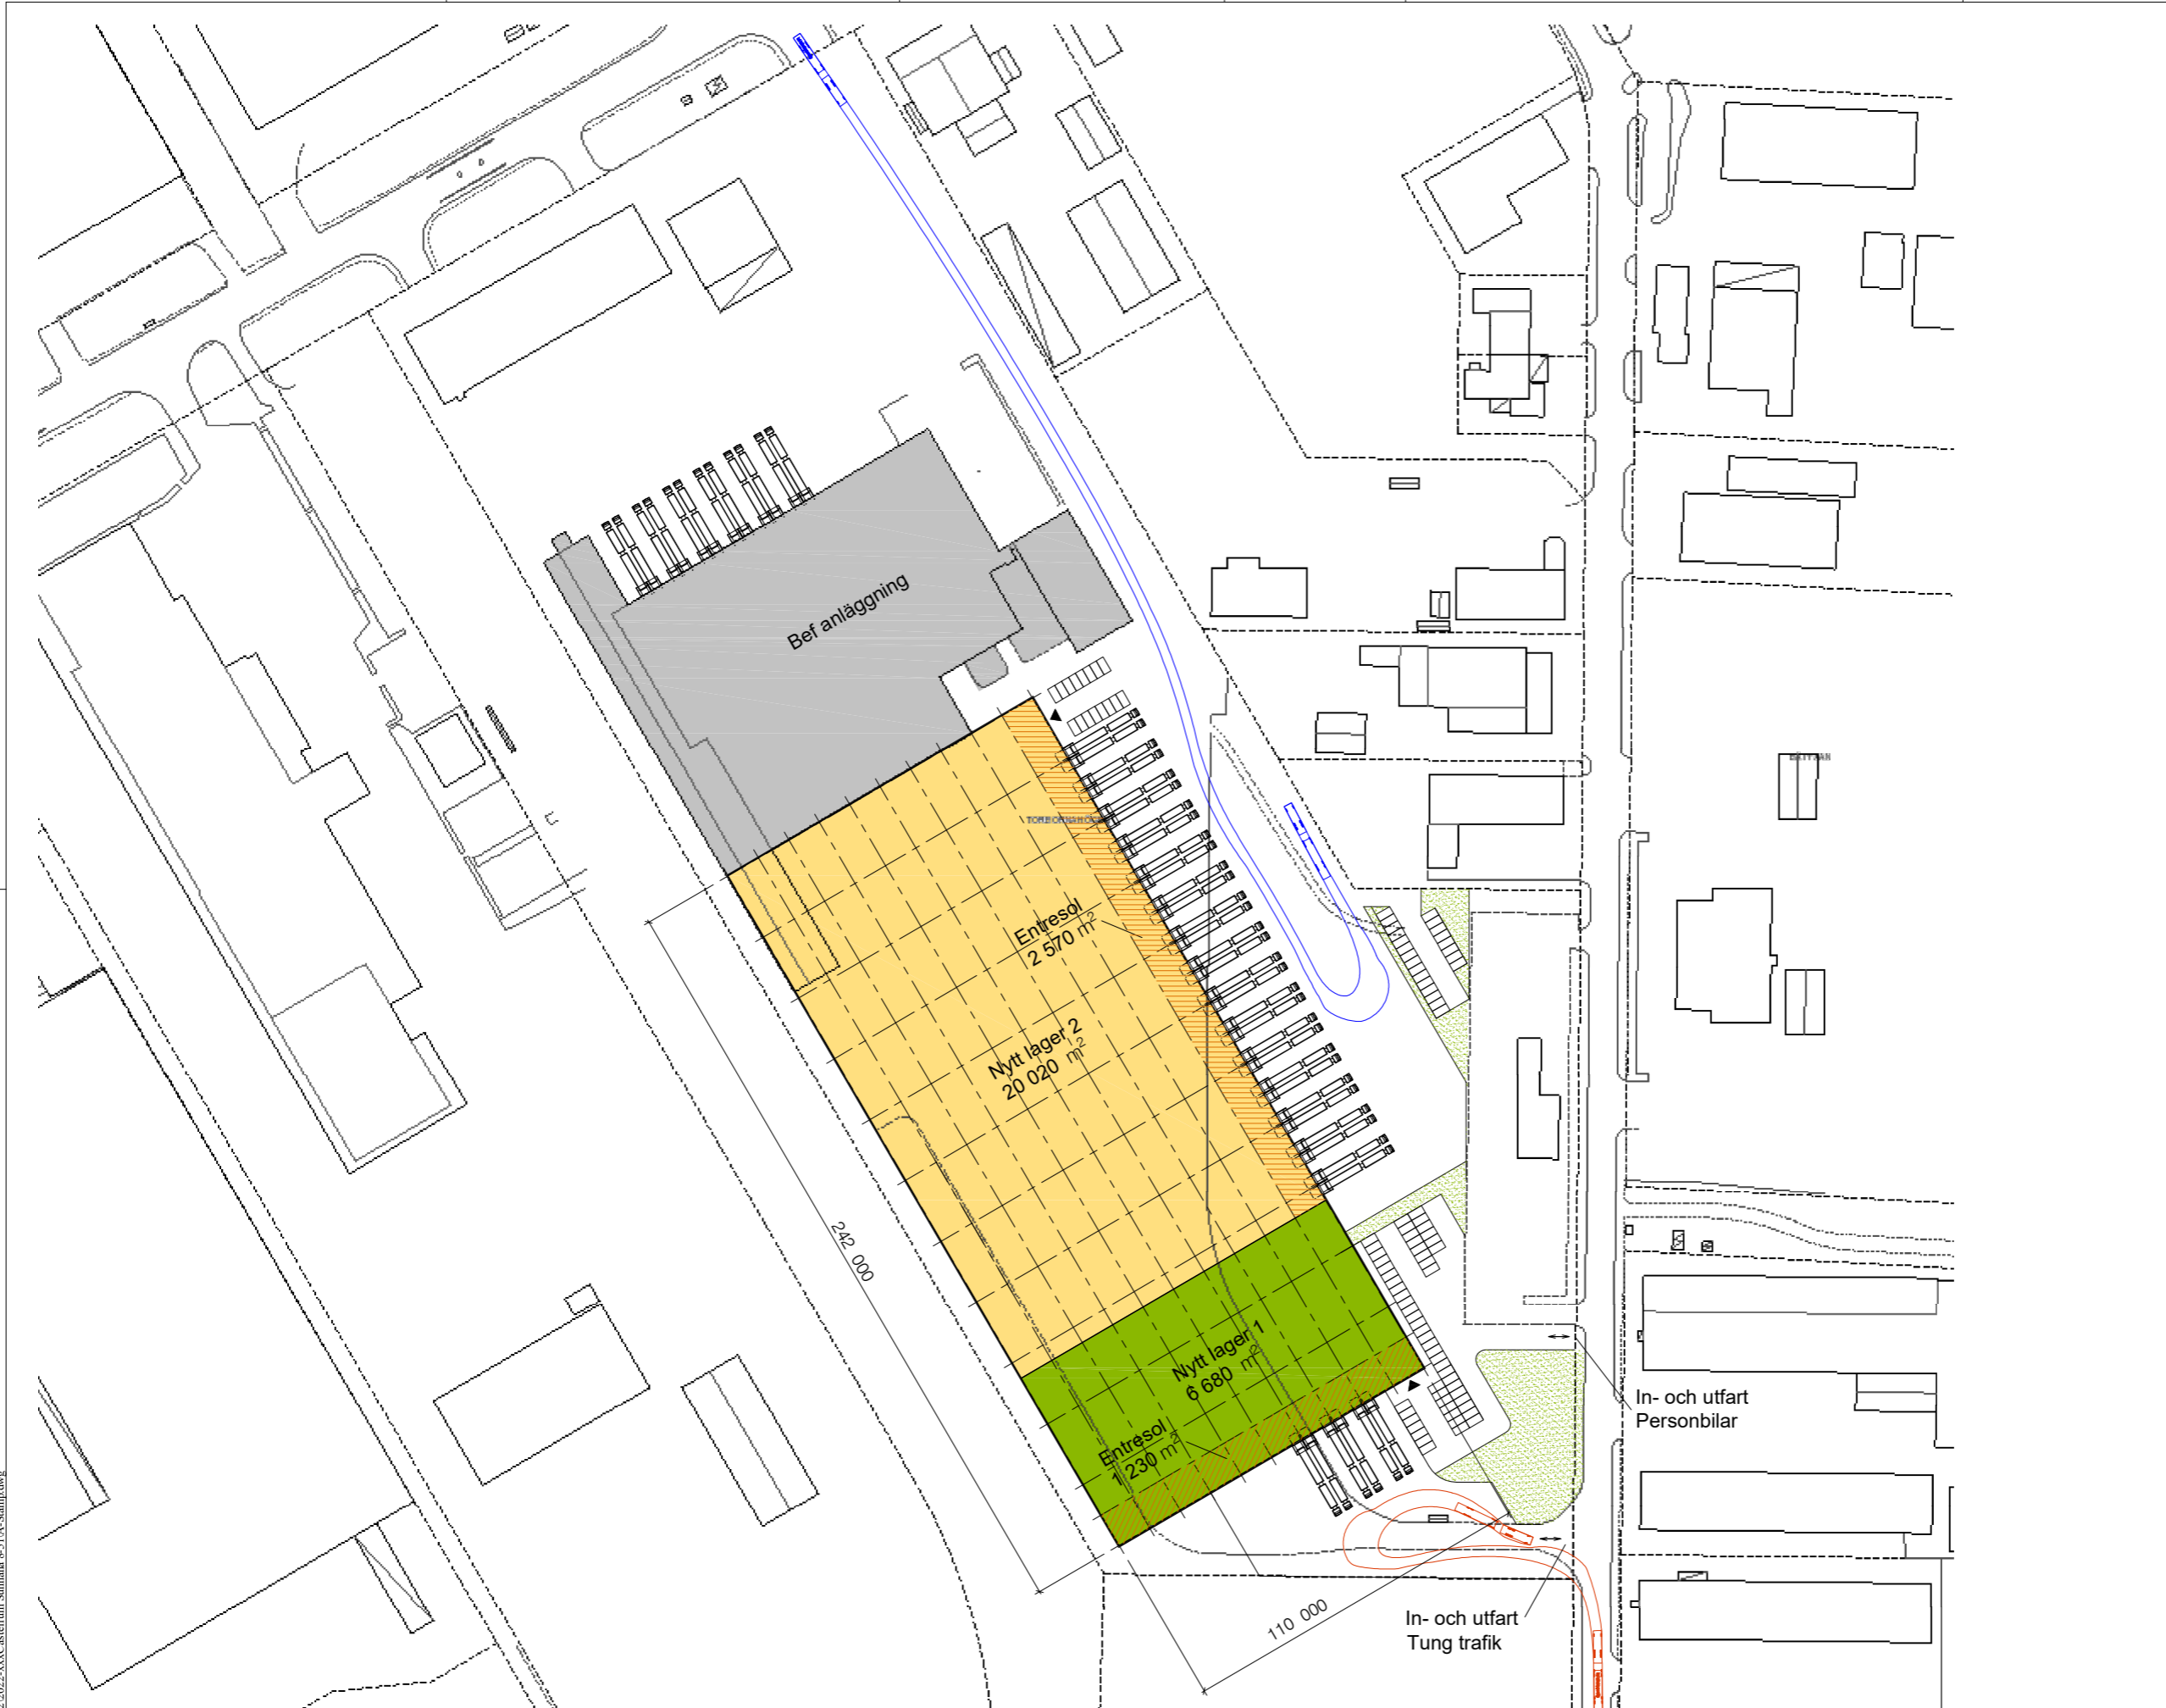 Bef anläggning
Entresol
2 570 m²
Nytt lager 2
20 020 m²
242 000
Nytt lager 1
6 680 m²
Entresol
1 230 m²
In- och utfart
Personbilar
110 000
In- och utfart
Tung trafik